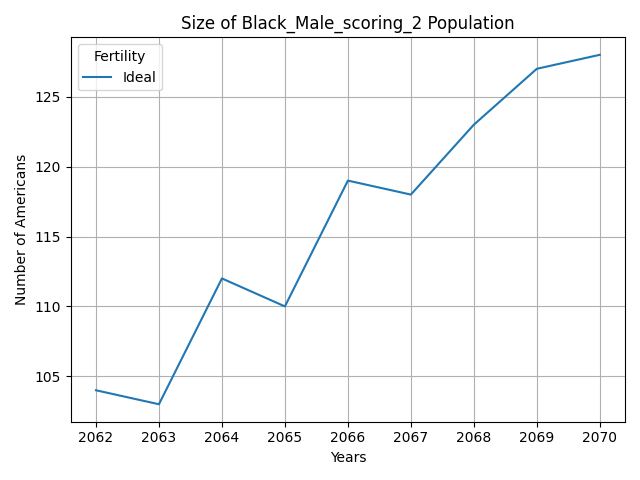 Size of Black_Male_scoring_2 Population
Fertility
Ideal
125
120
115
110
105
Number of Americans
2062 2063 2064 2065 2066 2067 2068 2069 2070
Years